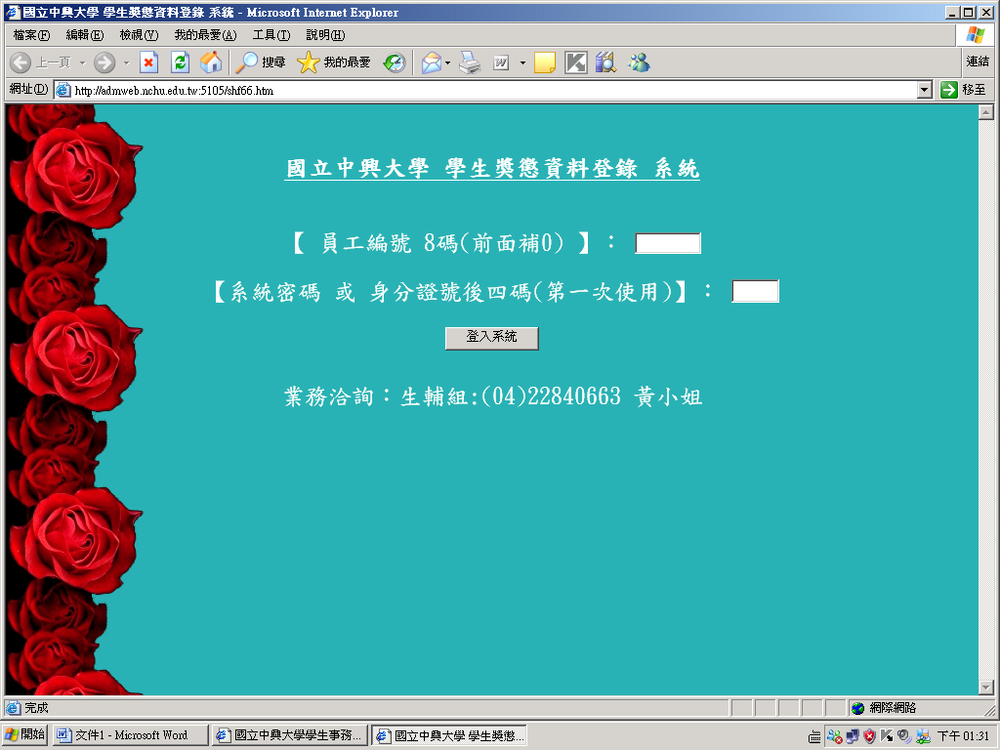 國立中興大學 學生獎懲資料登錄 系統 - Microsoft Internet Explorer
檔案(F) 編輯(E) 檢視(V) 我的最愛(A) 工具(T) 說明(H)
上一頁 搜尋 我的最愛 連結
網址(D) http://admweb.nchu.edu.tw:5105/shf66.htm 移至
國立中興大學 學生獎懲資料登錄 系統
【 員工編號 8碼(前面補0) 】：
【系統密碼 或 身分證號後四碼(第一次使用)】：
登入系統
業務洽詢：生輔組:(04)22840663 黃小姐
完成 網際網路
開始 文件1 - Microsoft Word 國立中興大學學生事務... 國立中興大學 學生獎懲... 下午 01:31